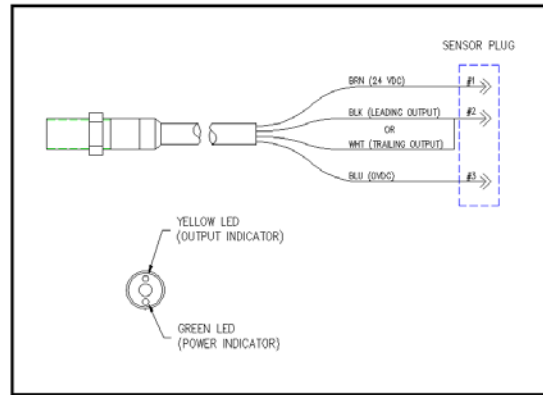 SENSOR PLUG
BRN (24 VDC)
#1
BLK (LEADING OUTPUT)
#2
OR
WHT (TRAILING OUTPUT)
BLU (0VDC)
#3
YELLOW LED
(OUTPUT INDICATOR)
GREEN LED
(POWER INDICATOR)